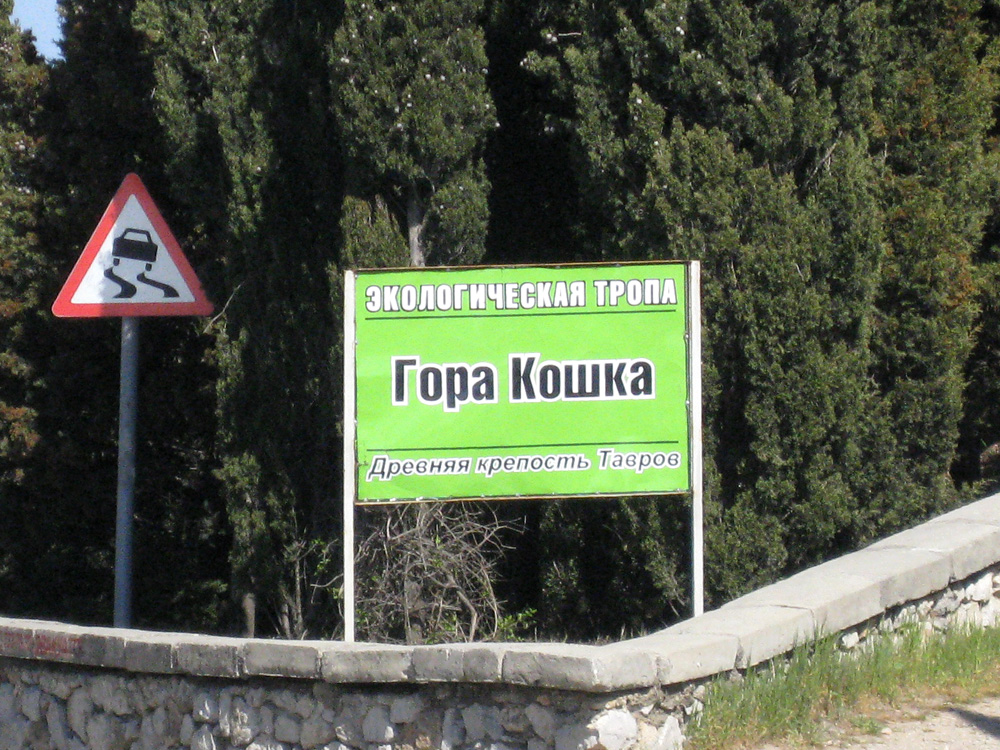 ЭКОЛОГИЧЕСКАЯ ТРОПА
Гора Кошка
Древняя крепость Тавров